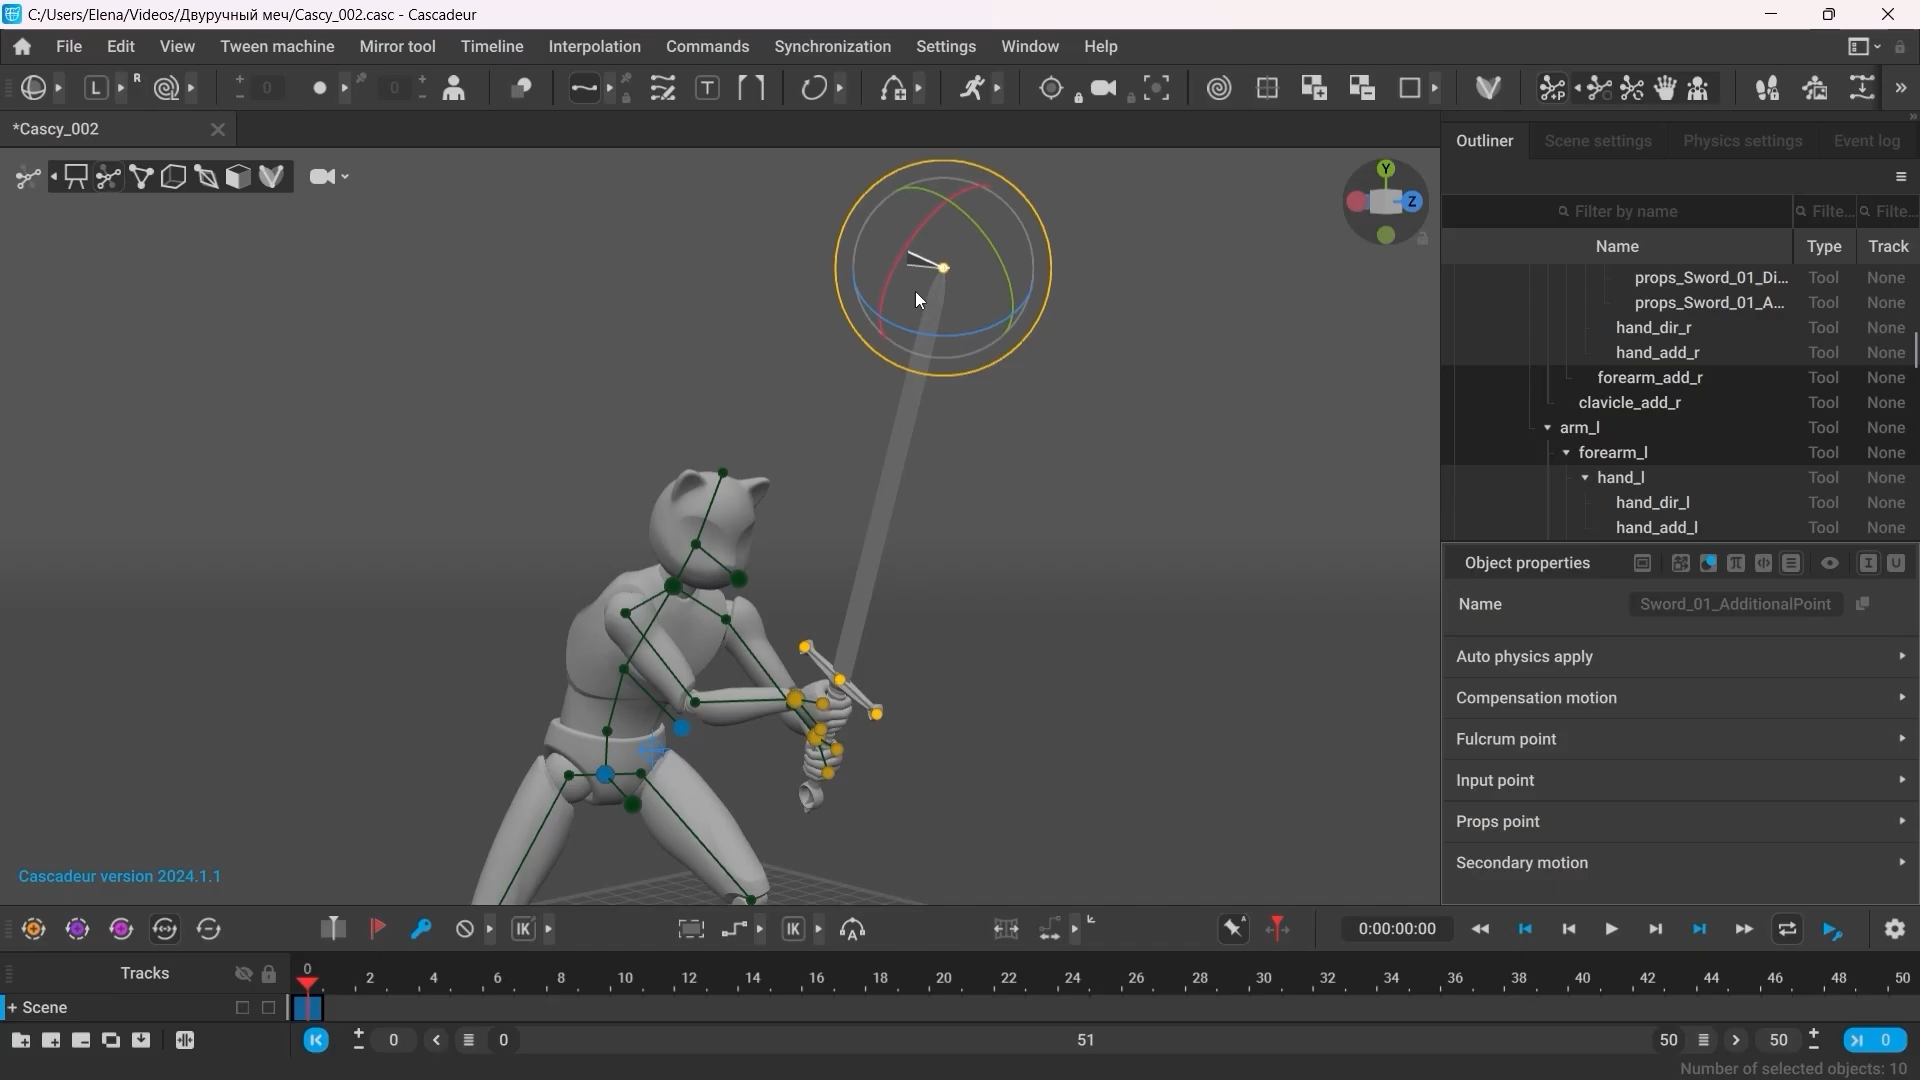 C:/Users/Elena/Videos/Двуручный меч/Cascy_002.casc - Cascadeur
File Edit View Tween machine Mirror tool Timeline Interpolation Commands Synchronization Settings Window Help
L R 0 0 T P
*Cascy_002
Outliner Scene settings Physics settings Event log
Y
Z
Filter by name Filte... Filte...
Name Type Track
props_Sword_01_Di... Tool None
props_Sword_01_A... Tool None
hand_dir_r Tool None
hand_add_r Tool None
forearm_add_r Tool None
clavicle_add_r Tool None
arm_l Tool None
forearm_l Tool None
hand_l Tool None
hand_dir_l Tool None
hand_add_l Tool None
Object properties
Name Sword_01_AdditionalPoint
Auto physics apply
Compensation motion
Fulcrum point
Input point
Props point
Secondary motion
Cascadeur version 2024.1.1
IK IK A 0:00:00:00
Tracks 0 2 4 6 8 10 12 14 16 18 20 22 24 26 28 30 32 34 36 38 40 42 44 46 48 50
+ Scene
0 0 51 50 50 0
Number of selected objects: 10